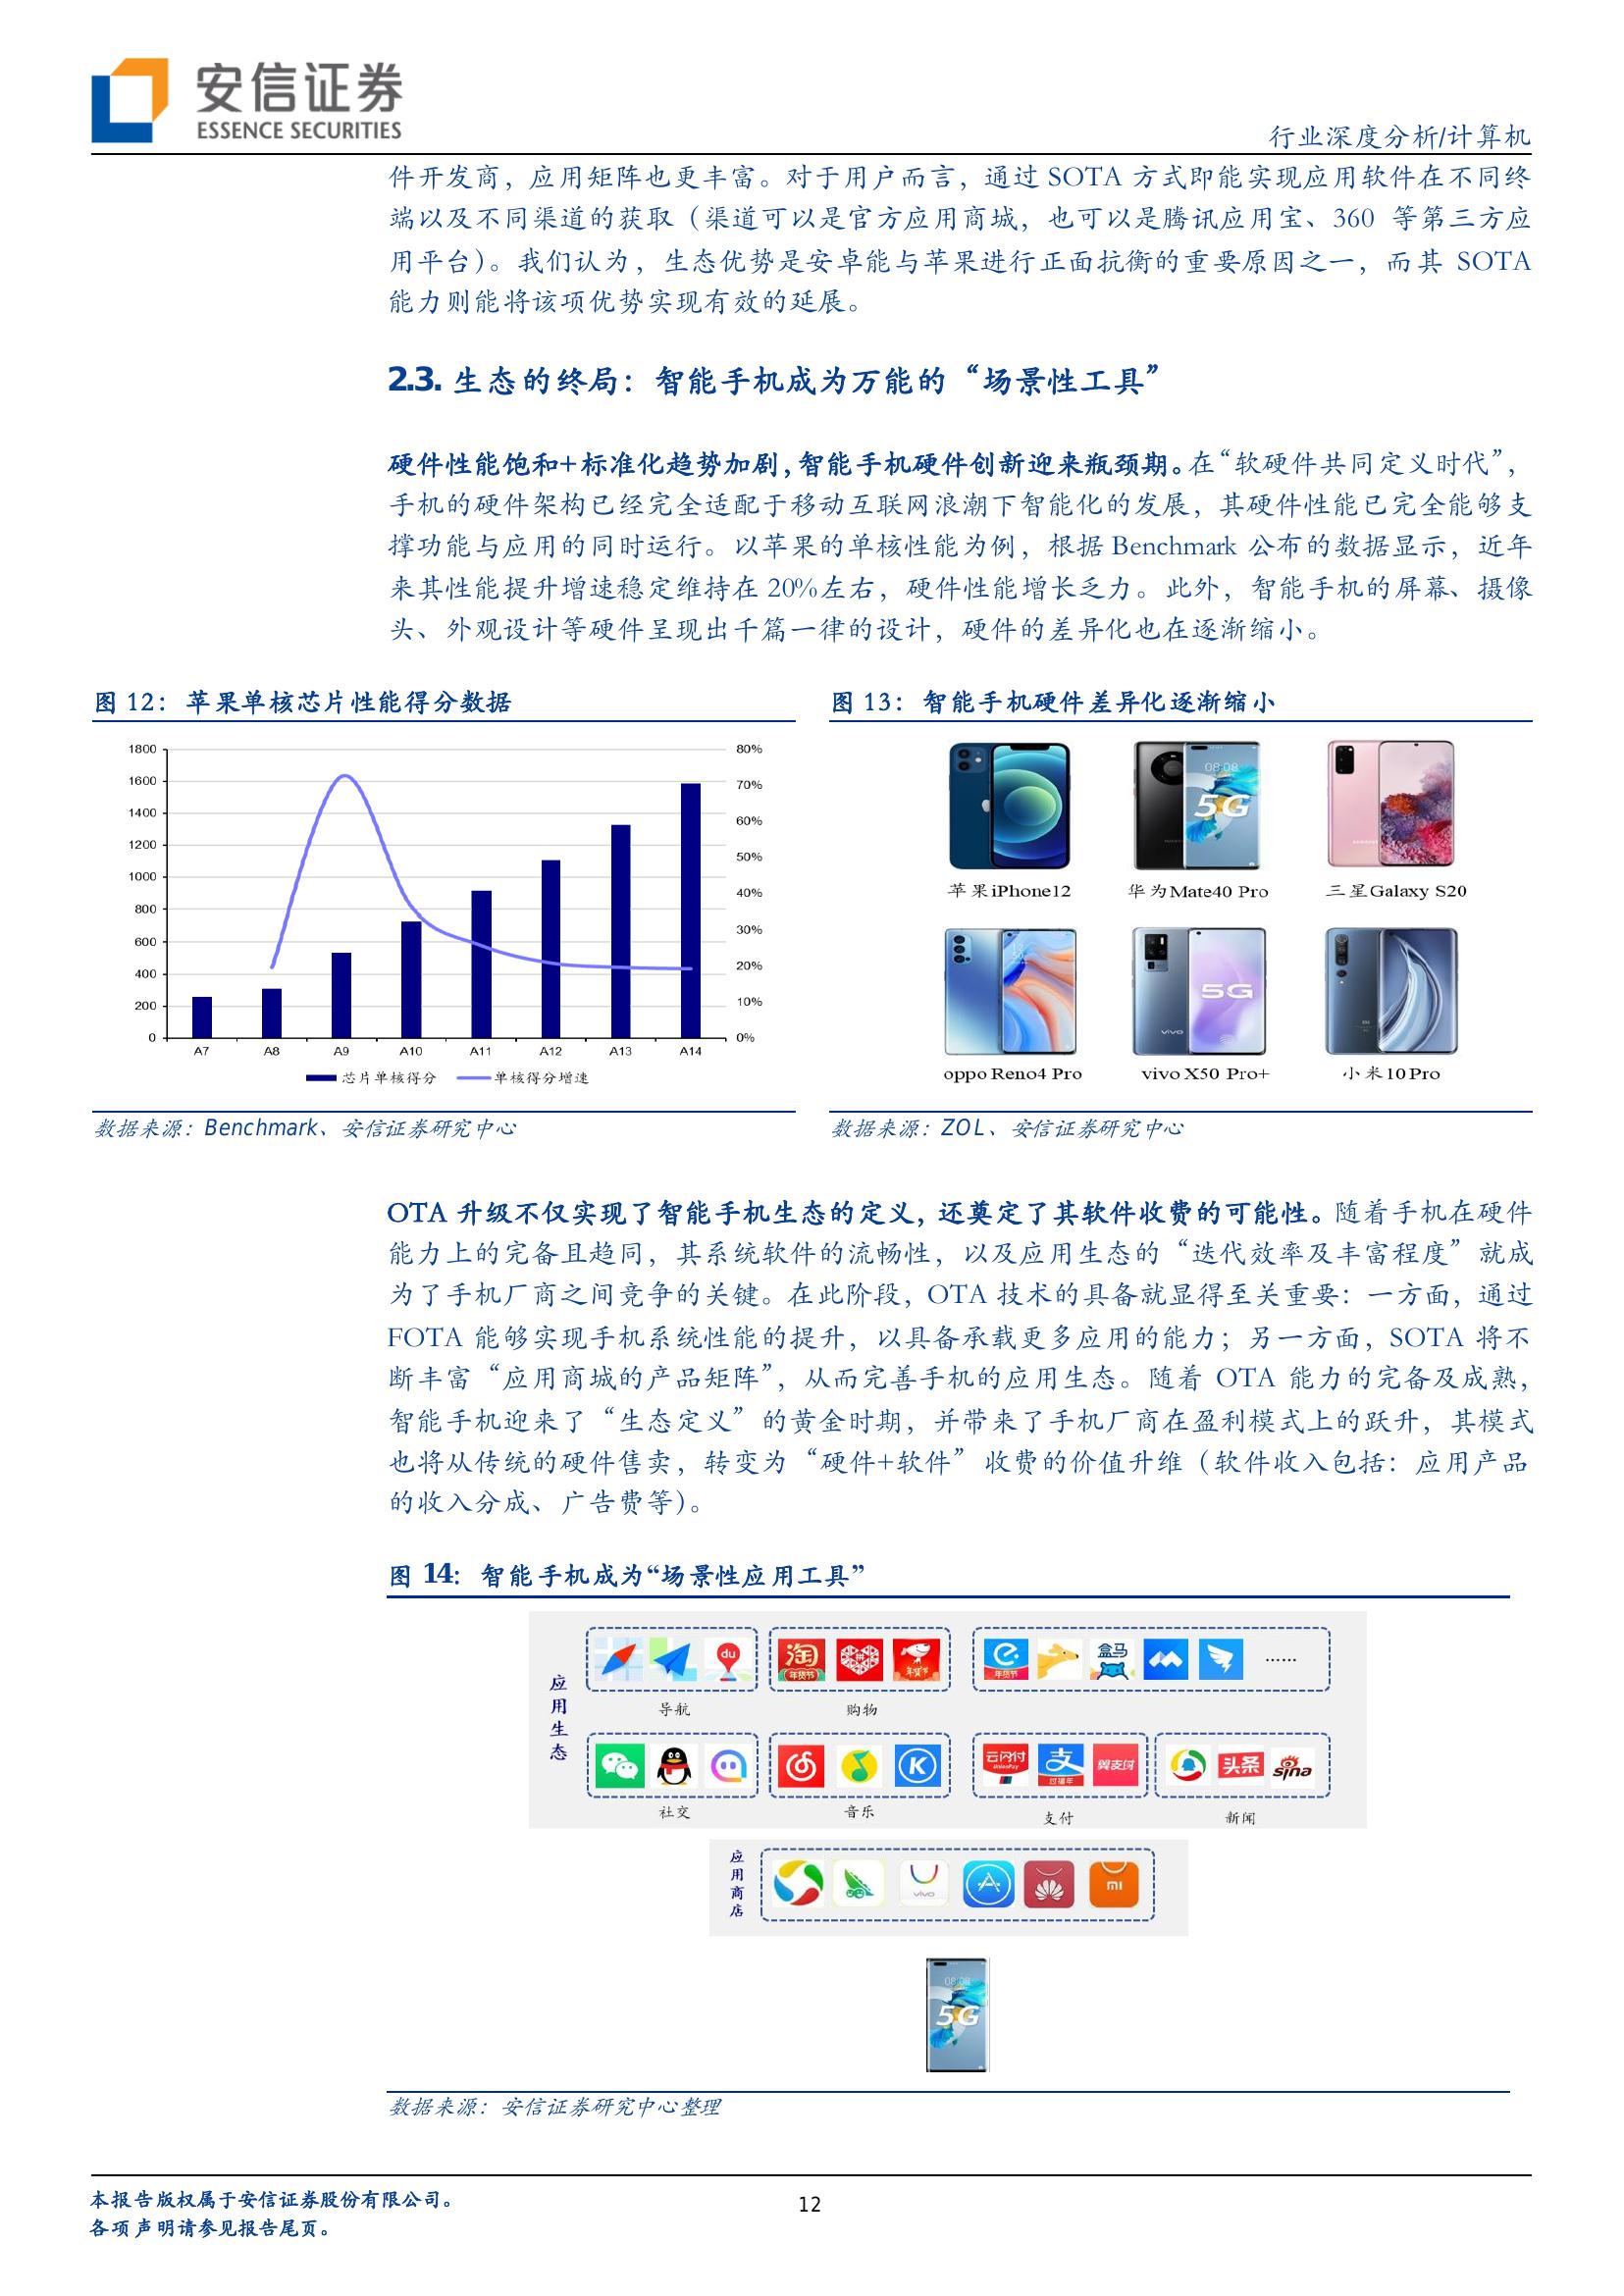 安信证券
ESSENCE SECURITIES
行业深度分析/计算机
件开发商，应用矩阵也更丰富。对于用户而言，通过 SOTA 方式即能实现应用软件在不同终
端以及不同渠道的获取（渠道可以是官方应用商城，也可以是腾讯应用宝、360 等第三方应
用平台）。我们认为，生态优势是安卓能与苹果进行正面抗衡的重要原因之一，而其 SOTA
能力则能将该项优势实现有效的延展。
2.3. 生态的终局：智能手机成为万能的“场景性工具”
硬件性能饱和+标准化趋势加剧，智能手机硬件创新迎来瓶颈期。在“软硬件共同定义时代”，
手机的硬件架构已经完全适配于移动互联网浪潮下智能化的发展，其硬件性能已完全能够支
撑功能与应用的同时运行。以苹果的单核性能为例，根据 Benchmark 公布的数据显示，近年
来其性能提升增速稳定维持在 20%左右，硬件性能增长乏力。此外，智能手机的屏幕、摄像
头、外观设计等硬件呈现出千篇一律的设计，硬件的差异化也在逐渐缩小。
图 12：苹果单核芯片性能得分数据
1800
1600
1400
1200
1000
800
600
400
200
0
80%
70%
60%
50%
40%
30%
20%
10%
0%
A7 A8 A9 A10 A11 A12 A13 A14
芯片单核得分 单核得分增速
数据来源：Benchmark、安信证券研究中心
图 13：智能手机硬件差异化逐渐缩小
08:08
5G
苹果iPhone12 华为Mate40 Pro 三星Galaxy S20
vivo
5G
oppo Reno4 Pro vivo X50 Pro+ 小米10 Pro
数据来源：ZOL、安信证券研究中心
OTA 升级不仅实现了智能手机生态的定义，还奠定了其软件收费的可能性。随着手机在硬件
能力上的完备且趋同，其系统软件的流畅性，以及应用生态的“迭代效率及丰富程度”就成
为了手机厂商之间竞争的关键。在此阶段，OTA 技术的具备就显得至关重要：一方面，通过
FOTA 能够实现手机系统性能的提升，以具备承载更多应用的能力；另一方面，SOTA 将不
断丰富“应用商城的产品矩阵”，从而完善手机的应用生态。随着 OTA 能力的完备及成熟，
智能手机迎来了“生态定义”的黄金时期，并带来了手机厂商在盈利模式上的跃升，其模式
也将从传统的硬件售卖，转变为“硬件+软件”收费的价值升维（软件收入包括：应用产品
的收入分成、广告费等）。
图 14：智能手机成为“场景性应用工具”
应用生态
du
淘
年货节
年货节
年货节
盒马
……
导航 购物
K
云闪付
UnionPay
支
过福年
翼支付
头条
sina
社交 音乐 支付 新闻
应用商店
vivo
mi
08:08
5G
数据来源：安信证券研究中心整理
本报告版权属于安信证券股份有限公司。
各项声明请参见报告尾页。
12